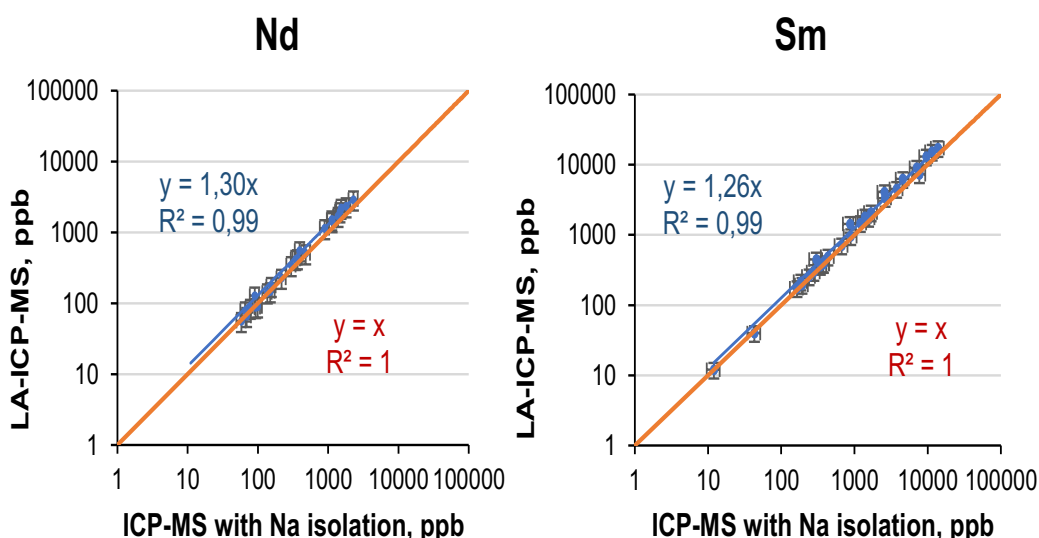 Nd
LA-ICP-MS, ppb
100000
10000
1000
100
10
1
y = 1,30x
R² = 0,99
y = x
R² = 1
1 10 100 1000 10000 100000
ICP-MS with Na isolation, ppb
Sm
LA-ICP-MS, ppb
100000
10000
1000
100
10
1
y = 1,26x
R² = 0,99
y = x
R² = 1
1 10 100 1000 10000 100000
ICP-MS with Na isolation, ppb